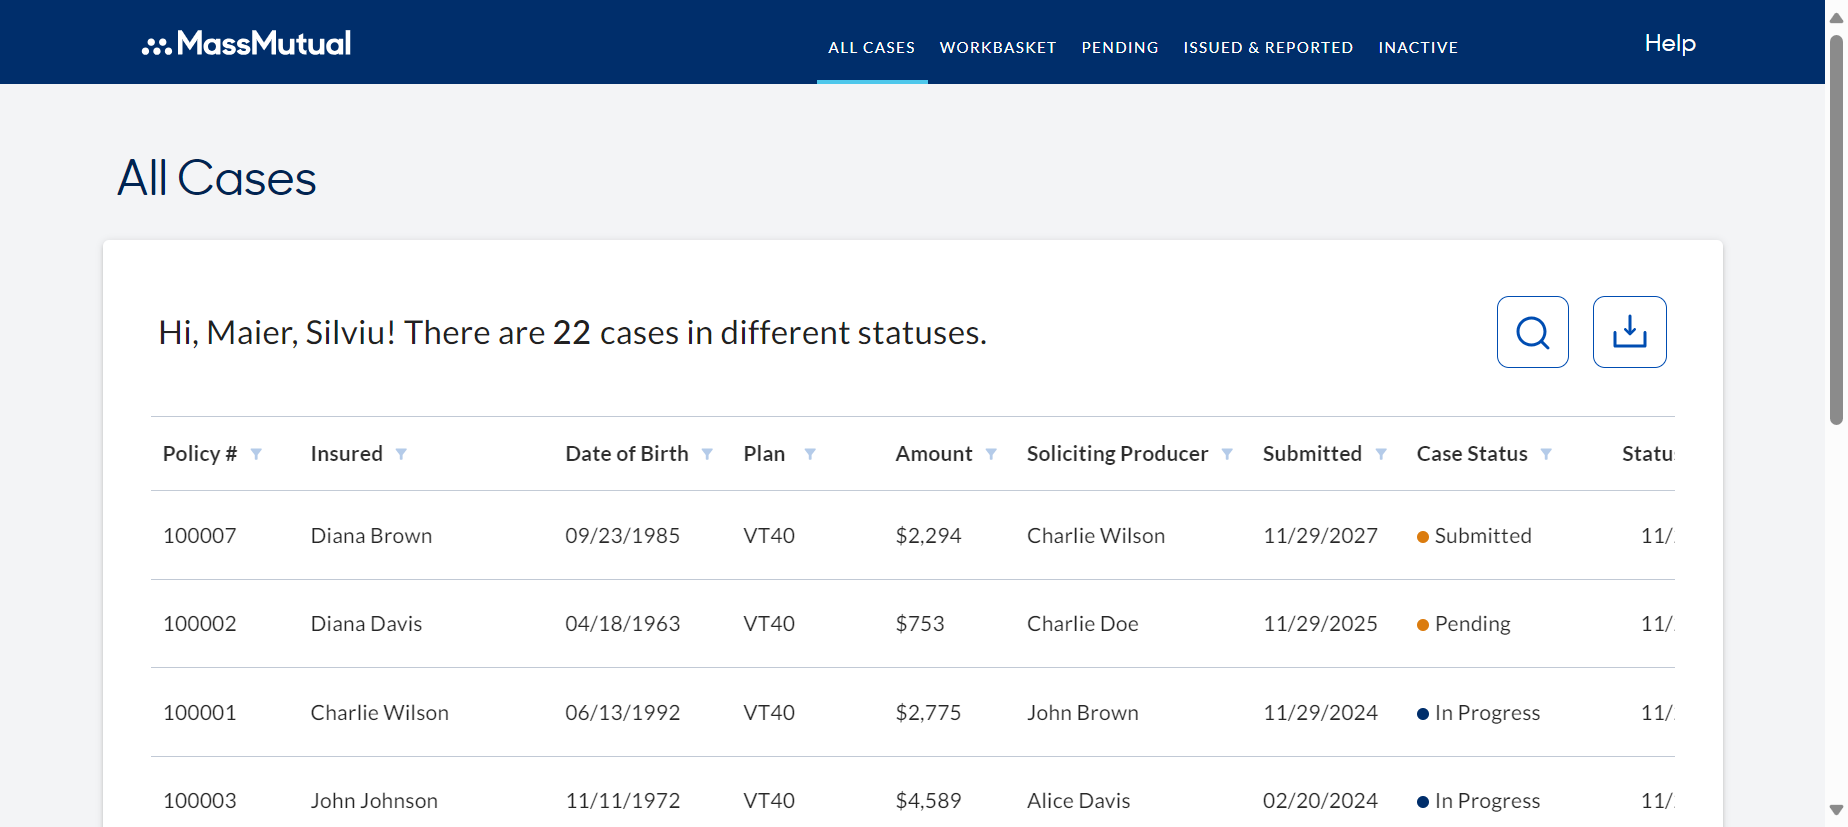 MassMutual
ALL CASES WORKBASKET PENDING ISSUED & REPORTED INACTIVE Help
All Cases
Hi, Maier, Silviu! There are 22 cases in different statuses.
Policy # Insured Date of Birth Plan Amount Soliciting Producer Submitted Case Status Statu
100007 Diana Brown 09/23/1985 VT40 $2,294 Charlie Wilson 11/29/2027 Submitted 11/
100002 Diana Davis 04/18/1963 VT40 $753 Charlie Doe 11/29/2025 Pending 11/
100001 Charlie Wilson 06/13/1992 VT40 $2,775 John Brown 11/29/2024 In Progress 11/
100003 John Johnson 11/11/1972 VT40 $4,589 Alice Davis 02/20/2024 In Progress 11/